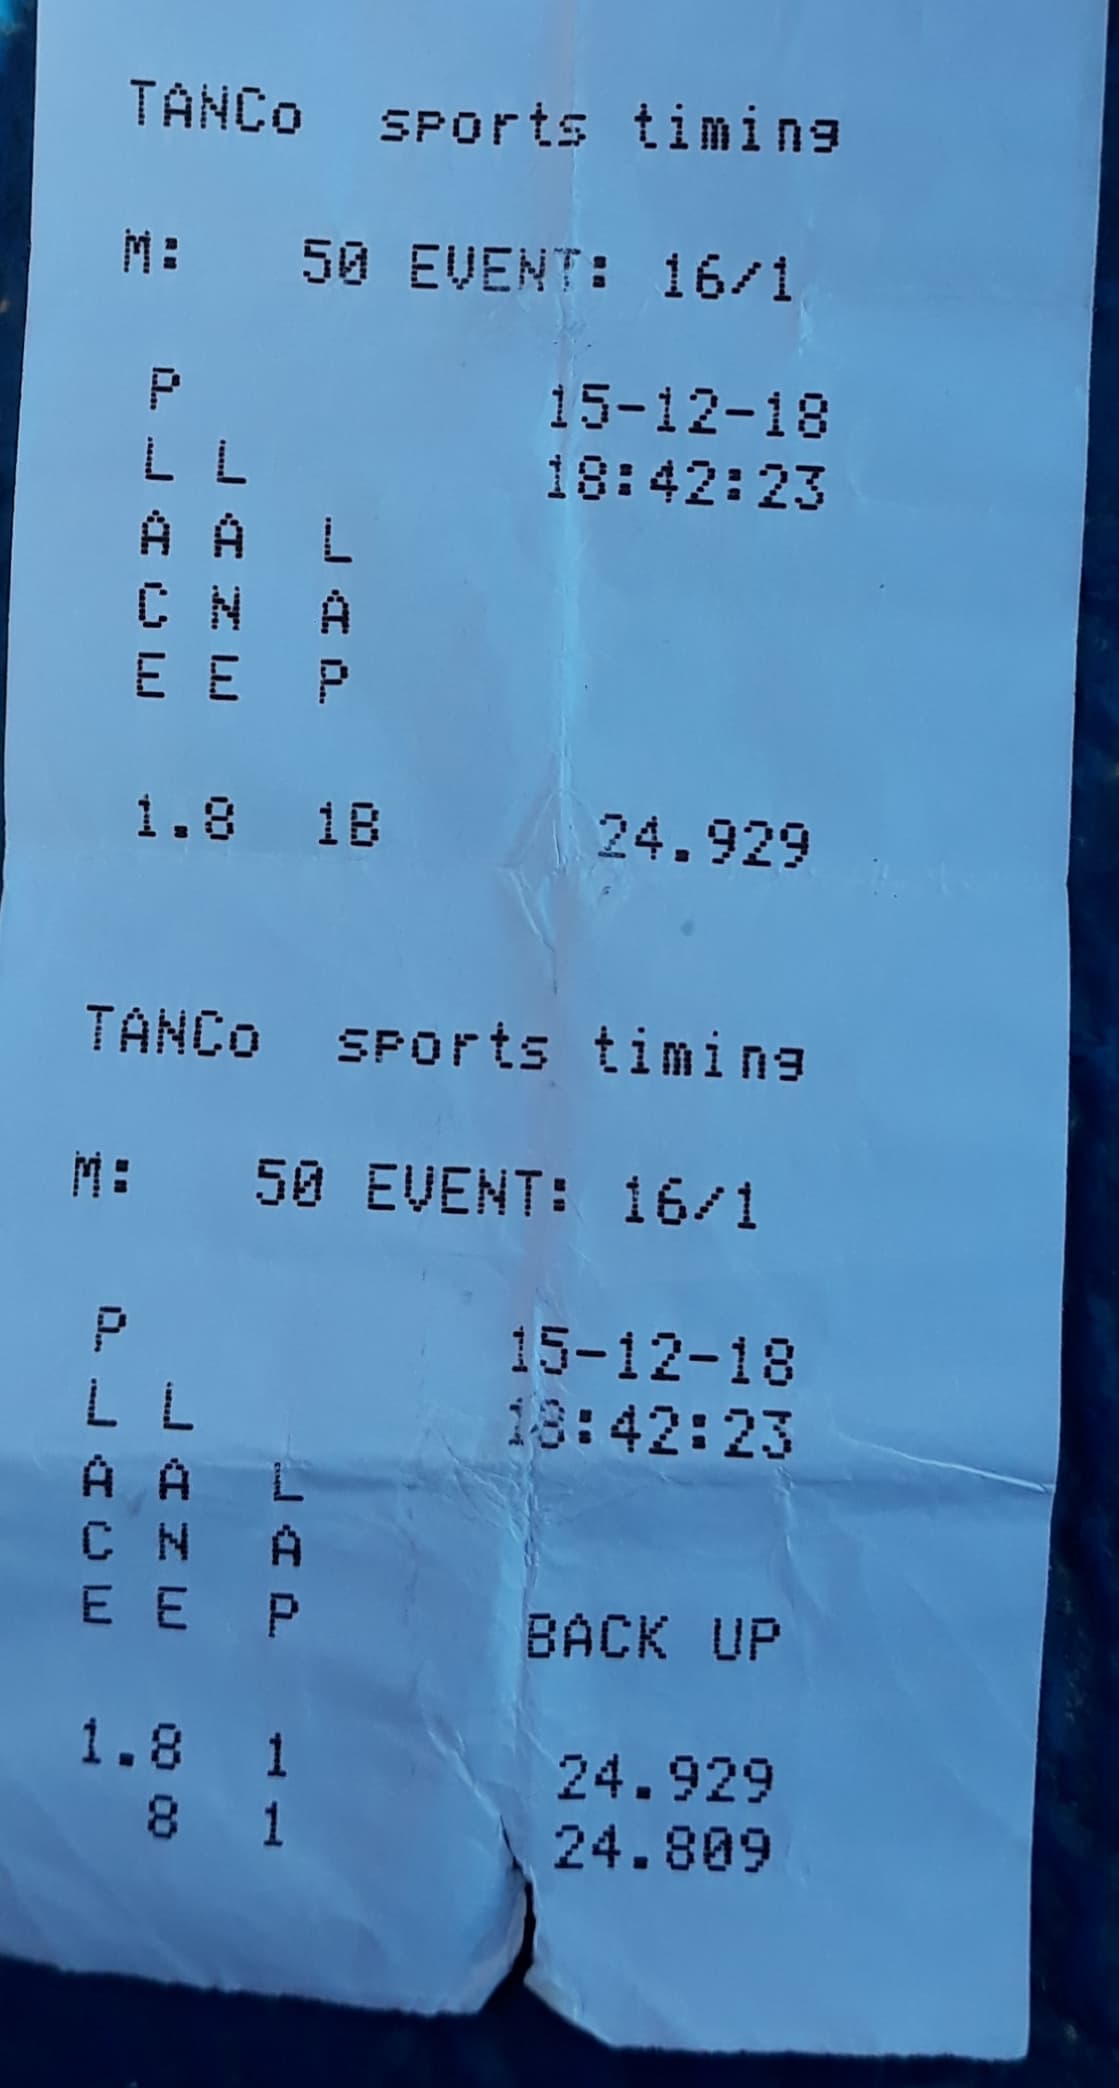 TANCo sports timing
M: 50 EVENT: 16/1
P 15-12-18
L L 18:42:23
A A L
C N A
E E P
1.8 1B 24.929
TANCo sports timing
M: 50 EVENT: 16/1
P 15-12-18
L L 18:42:23
A A L
C N A
E E P BACK UP
1.8 1 24.929
8 1 24.809